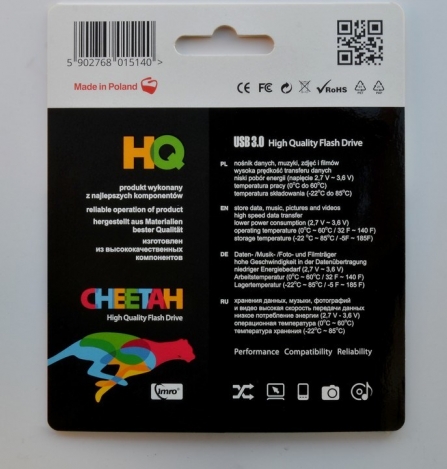 5 902768 015140 >
Made in Poland
CE FC RoHS
HQ
produkt wykonany
z najlepszych komponentów
reliable operation of product
hergestellt aus Materialien
bester Qualität
изготовлен
из высококачественных
компонентов
CHEETAH
High Quality Flash Drive
imro
USB 3.0 High Quality Flash Drive
PL nośnik danych, muzyki, zdjęć i filmów
wysoka prędkość transferu danych
niski pobór energii (napięcie 2,7 V ~ 3,6 V)
temperatura pracy (0°C do 60°C)
temperatura składowania (-22°C do 85°C)
EN store data, music, pictures and videos
high speed data transfer
lower power consumption (2,7 V ~ 3,6 V)
operating temperature (0°C ~ 60°C / 32 F ~ 140 F)
storage temperature (-22 °C ~ 85°C / -5F ~ 185F)
DE Daten- /Musik- /Foto- und Filmträger
hohe Geschwindigkeit in der Datenübertragung
niedriger Energiebedarf (2,7 V ~ 3,6 V)
Arbeitstemperatur (0°C ~ 60°C / 32 F ~ 140 F)
Lagertemperatur (-22°C ~ 85°C / -5 F ~ 185 F)
RU хранения данных, музыки, фотографий
и видео высокая скорость передачи данных
низкое потребление энергии (2,7 V - 3,6 V)
операционная температура (0°C ~ 60°C)
температура хранения (-22°C ~ 85°C)
Performance Compatibility Reliability